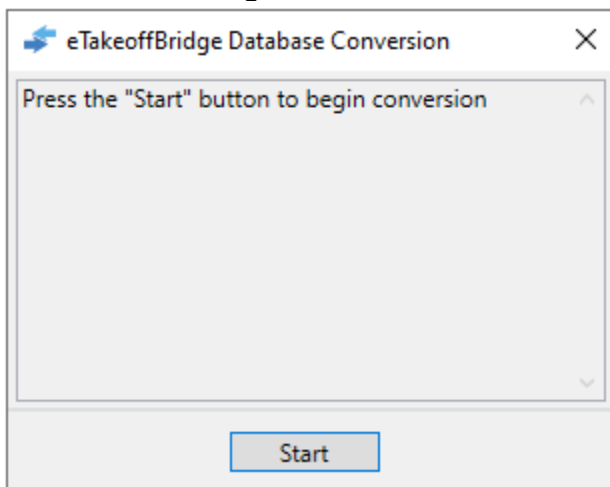 eTakeoffBridge Database Conversion
Press the "Start" button to begin conversion
Start